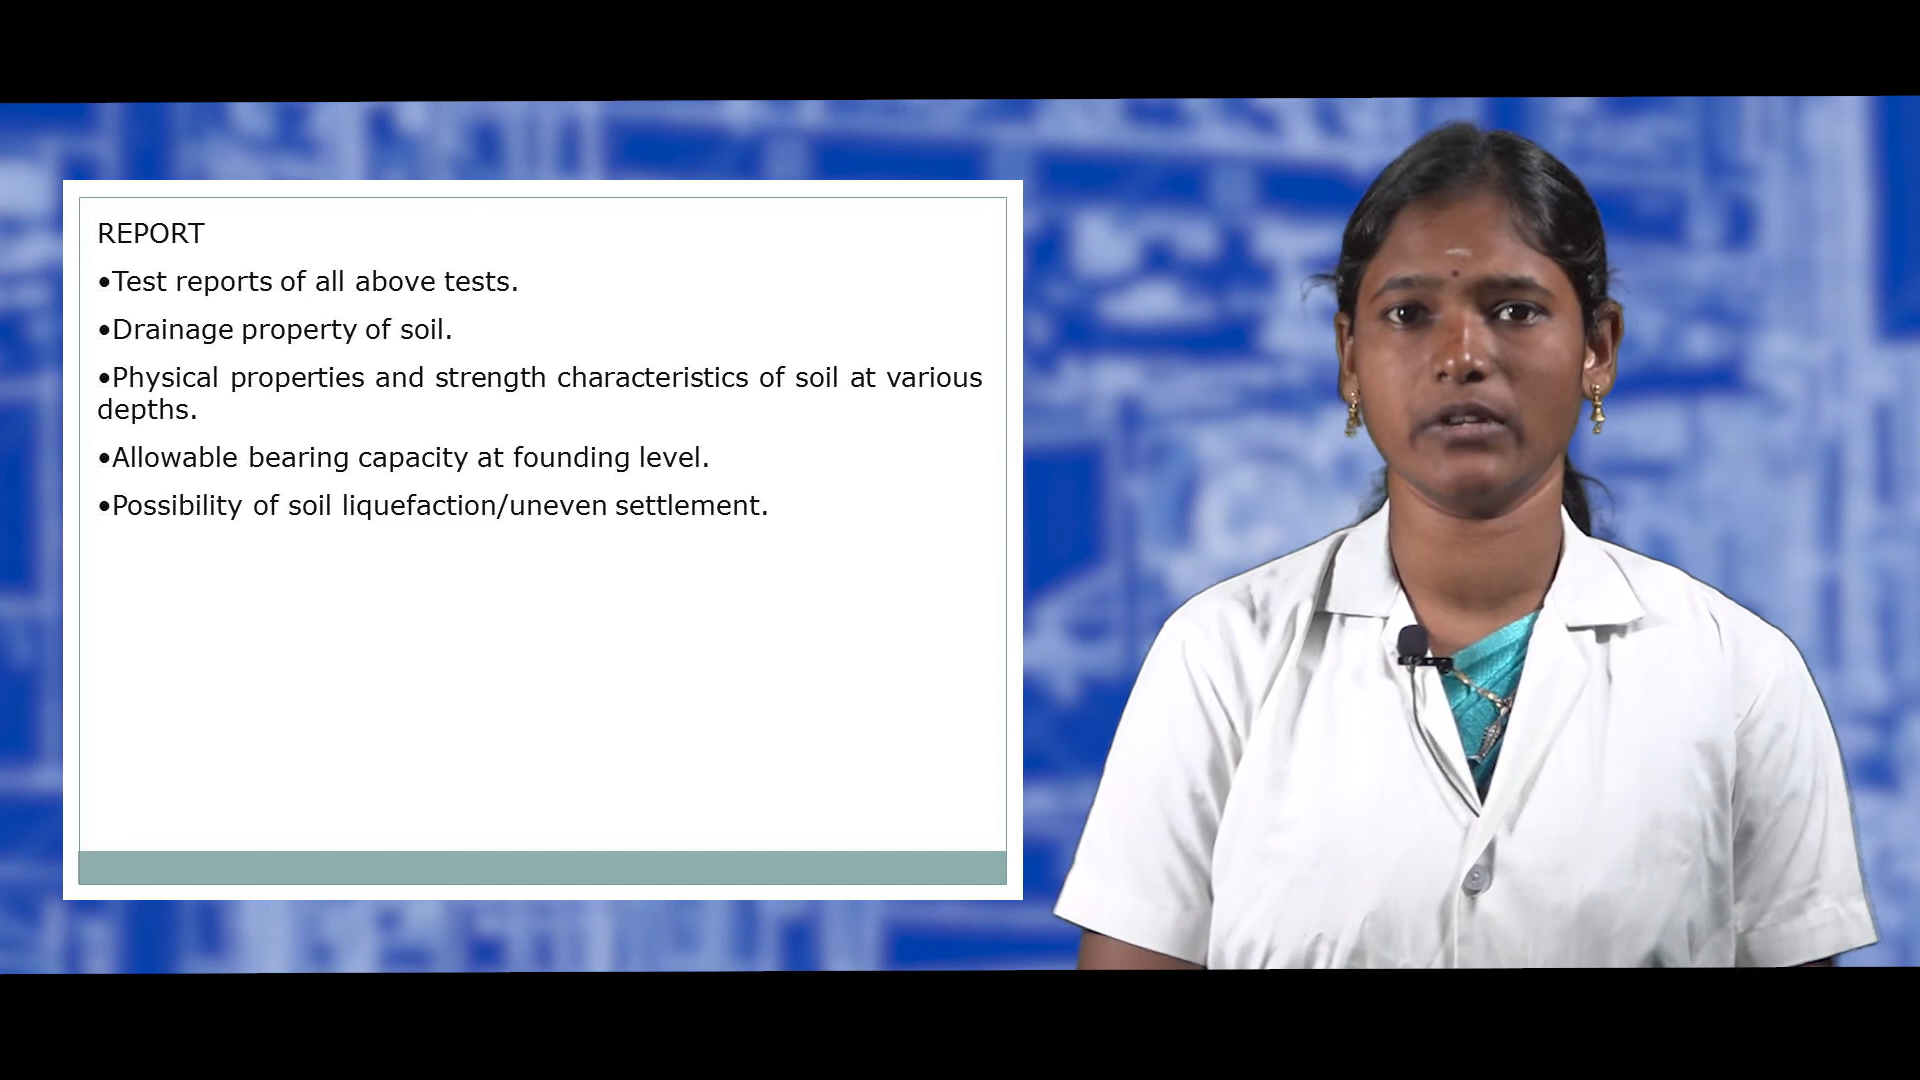 REPORT
•Test reports of all above tests.
•Drainage property of soil.
•Physical properties and strength characteristics of soil at various
depths.
•Allowable bearing capacity at founding level.
•Possibility of soil liquefaction/uneven settlement.